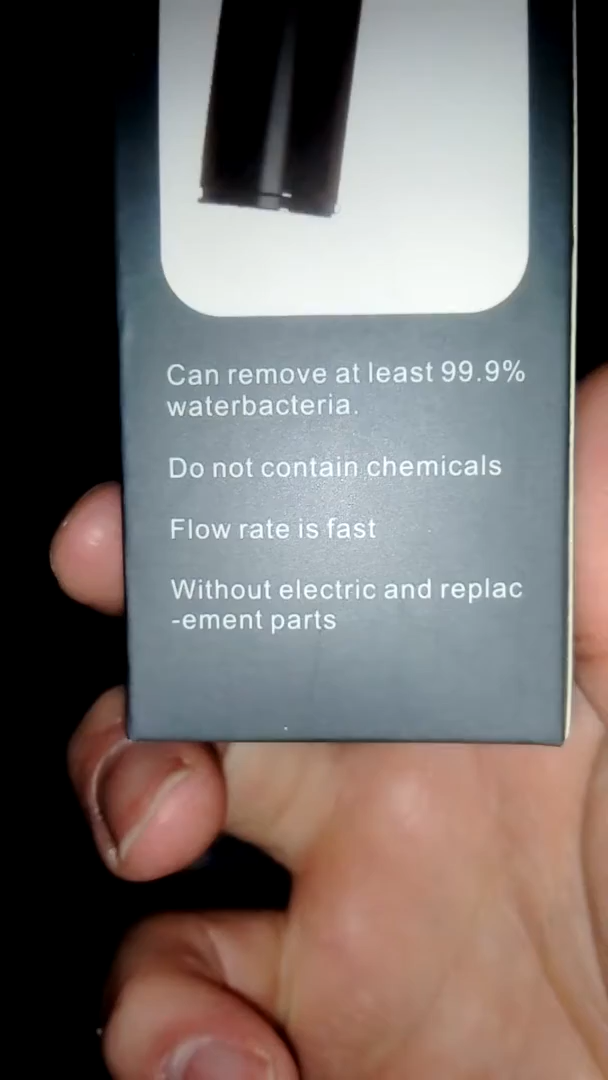 Can remove at least 99.9%
waterbacteria.
Do not contain chemicals
Flow rate is fast
Without electric and replac
-ement parts